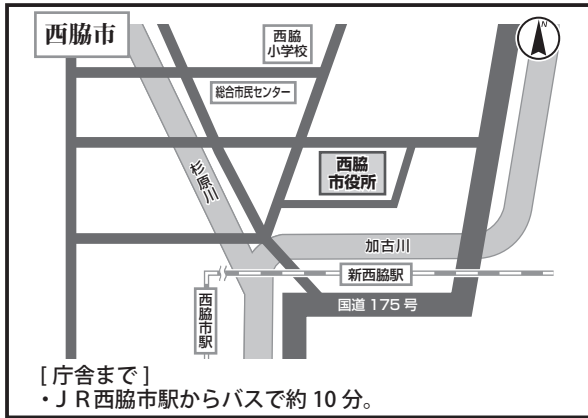 西脇市
N
西脇
小学校
総合市民センター
杉原川
西脇
市役所
加古川
新西脇駅
西脇市駅
国道 175 号
[ 庁舎まで ]
・ＪＲ西脇市駅からバスで約 10 分。